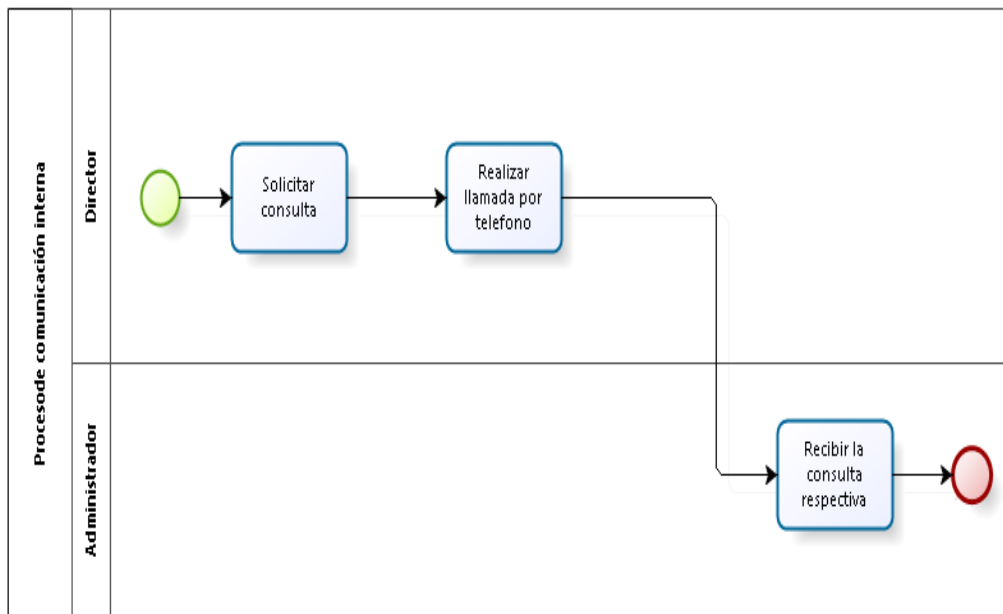 Procesode comunicación interna
Director
Solicitar
consulta
Realizar
llamada por
telefono
Administrador
Recibir la
consulta
respectiva